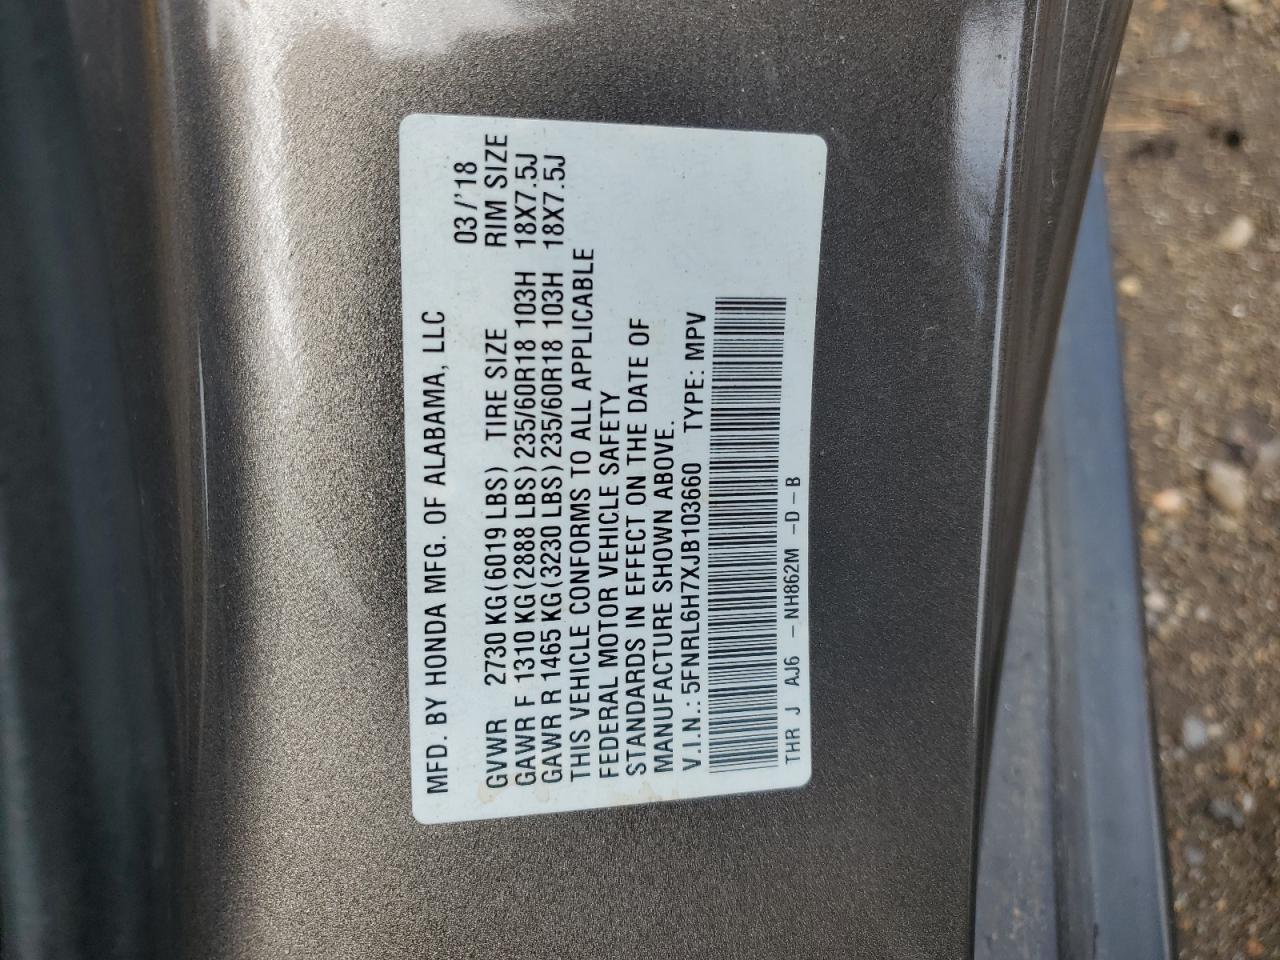 MFD. BY HONDA MFG. OF ALABAMA, LLC 03/'18
GVWR 2730 KG (6019 LBS) TIRE SIZE RIM SIZE
GAWR F 1310 KG (2888 LBS) 235/60R18 103H 18X7.5J
GAWR R 1465 KG (3230 LBS) 235/60R18 103H 18X7.5J
THIS VEHICLE CONFORMS TO ALL APPLICABLE
FEDERAL MOTOR VEHICLE SAFETY
STANDARDS IN EFFECT ON THE DATE OF
MANUFACTURE SHOWN ABOVE.
V.I.N.: 5FNRL6H7XJB103660 TYPE: MPV
THR J AJ6 - NH862M -D-B